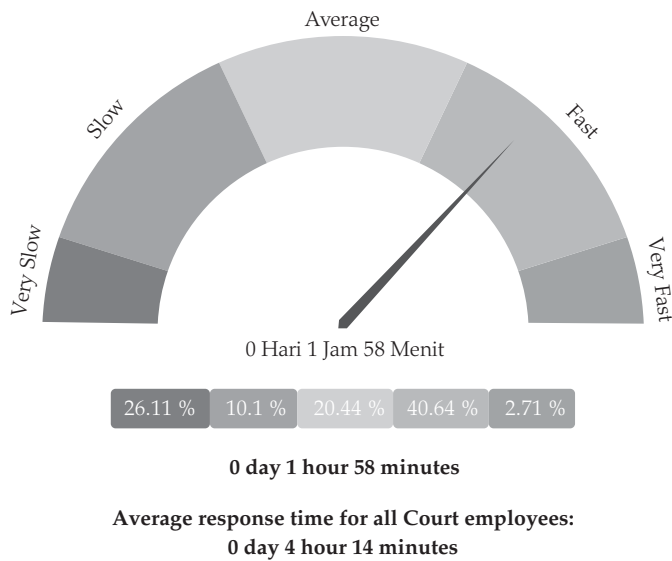 Average
Slow
Fast
Very Slow
Very Fast
0 Hari 1 Jam 58 Menit
26.11 % 10.1 % 20.44 % 40.64 % 2.71 %
0 day 1 hour 58 minutes
Average response time for all Court employees:
0 day 4 hour 14 minutes